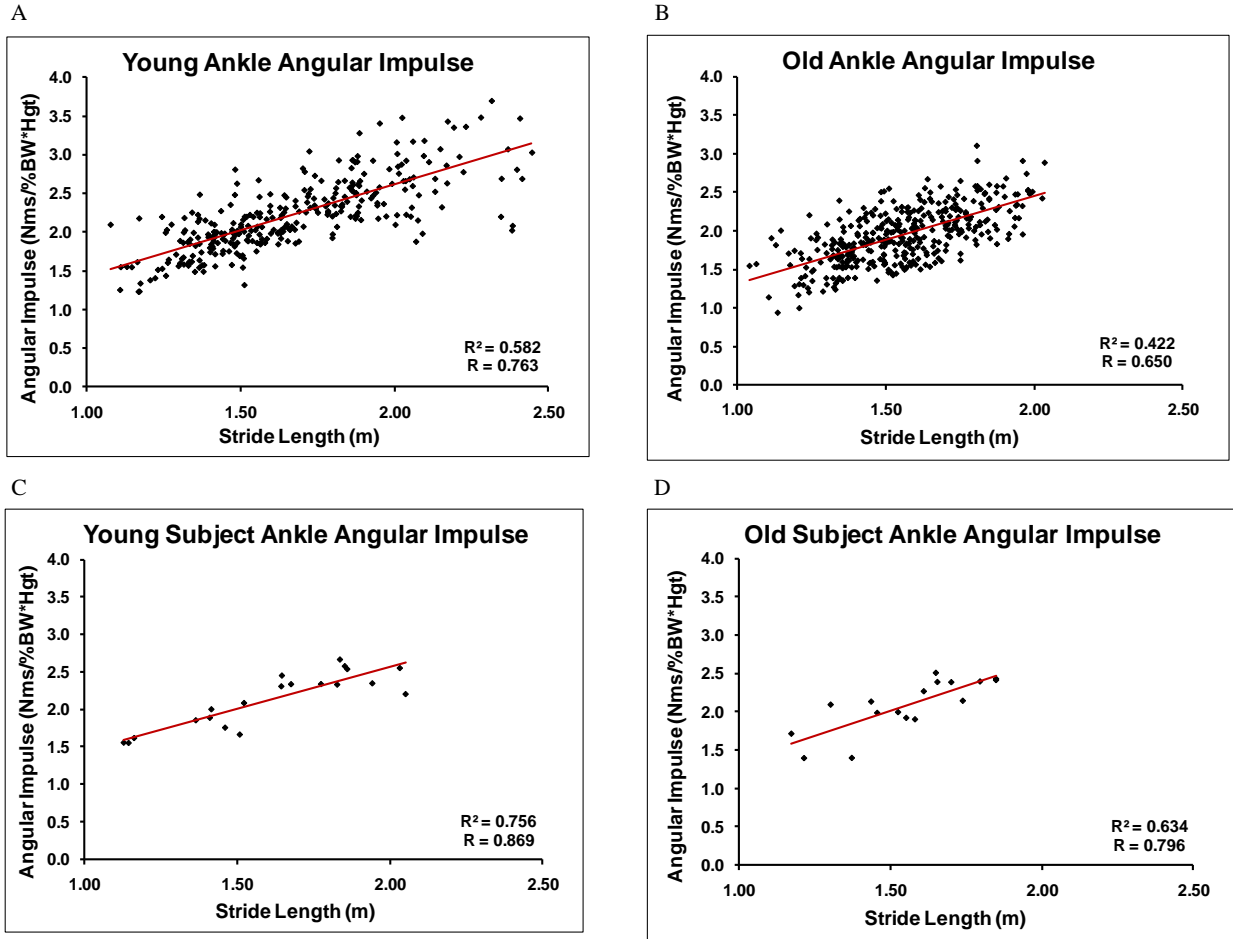 A
Young Ankle Angular Impulse
Angular Impulse (Nms/%BW*Hgt)
4.0
3.5
3.0
2.5
2.0
1.5
1.0
0.5
0.0
R² = 0.582
R = 0.763
1.00 1.50 2.00 2.50
Stride Length (m)
B
Old Ankle Angular Impulse
Angular Impulse (Nms/%BW*Hgt)
4.0
3.5
3.0
2.5
2.0
1.5
1.0
0.5
0.0
R² = 0.422
R = 0.650
1.00 1.50 2.00 2.50
Stride Length (m)
C
Young Subject Ankle Angular Impulse
Angular Impulse (Nms/%BW*Hgt)
4.0
3.5
3.0
2.5
2.0
1.5
1.0
0.5
0.0
R² = 0.756
R = 0.869
1.00 1.50 2.00 2.50
Stride Length (m)
D
Old Subject Ankle Angular Impulse
Angular Impulse (Nms/%BW*Hgt)
4.0
3.5
3.0
2.5
2.0
1.5
1.0
0.5
0.0
R² = 0.634
R = 0.796
1.00 1.50 2.00 2.50
Stride Length (m)